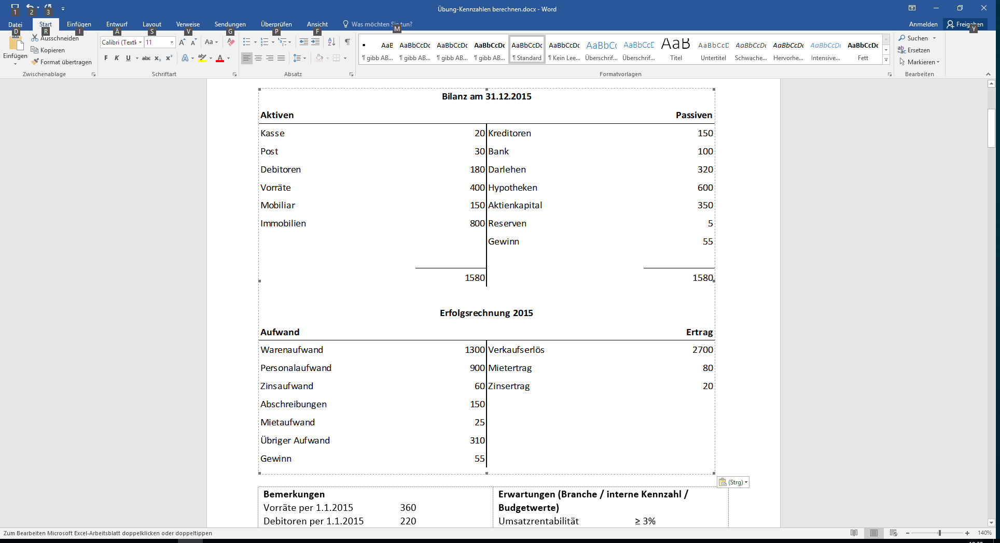 1 2 3
Übung-Kennzahlen berechnen.docx - Word
Datei Start Einfügen Entwurf Layout Verweise Sendungen Überprüfen Ansicht Was möchten Sie tun? Anmelden Freigeben
D R I Ä S V G P F M Y
Einfügen
Ausschneiden
Kopieren
Format übertragen
Calibri (Textk 11
F K U abc x₂ x²
AaB AaBbCcDc AaBbCcDc AaBbCcDc AaBbCcDc AaBbCcDc AaBbCc AaBbCcD AaB AaBbCcD AaBbCcDc AaBbCcDc AaBbCcDc AaBbCcDc
¶ gibb AB... ¶ gibb AB... ¶ gibb AB... ¶ gibb AB... ¶ Standard ¶ Kein Lee... Überschrif... Überschrif... Titel Untertitel Schwache... Hervorhe... Intensive... Fett
Suchen
Ersetzen
Markieren
Zwischenablage Schriftart Absatz Formatvorlagen Bearbeiten
Bilanz am 31.12.2015
Aktiven Passiven
Kasse 20 Kreditoren 150
Post 30 Bank 100
Debitoren 180 Darlehen 320
Vorräte 400 Hypotheken 600
Mobiliar 150 Aktienkapital 350
Immobilien 800 Reserven 5
Gewinn 55
1580 1580
Erfolgsrechnung 2015
Aufwand Ertrag
Warenaufwand 1300 Verkaufserlös 2700
Personalaufwand 900 Mietertrag 80
Zinsaufwand 60 Zinsertrag 20
Abschreibungen 150
Mietaufwand 25
Übriger Aufwand 310
Gewinn 55
(Strg)
Bemerkungen
Vorräte per 1.1.2015 360
Debitoren per 1.1.2015 220
Erwartungen (Branche / interne Kennzahl /
Budgetwerte)
Umsatzrentabilität ≥ 3%
Zum Bearbeiten Microsoft Excel-Arbeitsblatt doppelklicken oder doppeltippen
140%